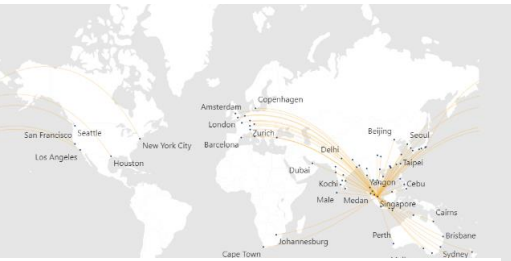 Copenhagen
Amsterdam
London
Zurich
Barcelona
San Francisco
Seattle
Los Angeles
New York City
Houston
Beijing
Seoul
Delhi
Taipei
Dubai
Kochi
Yangon
Cebu
Male
Medan
Singapore
Cairns
Perth
Brisbane
Johannesburg
Cape Town
Sydney